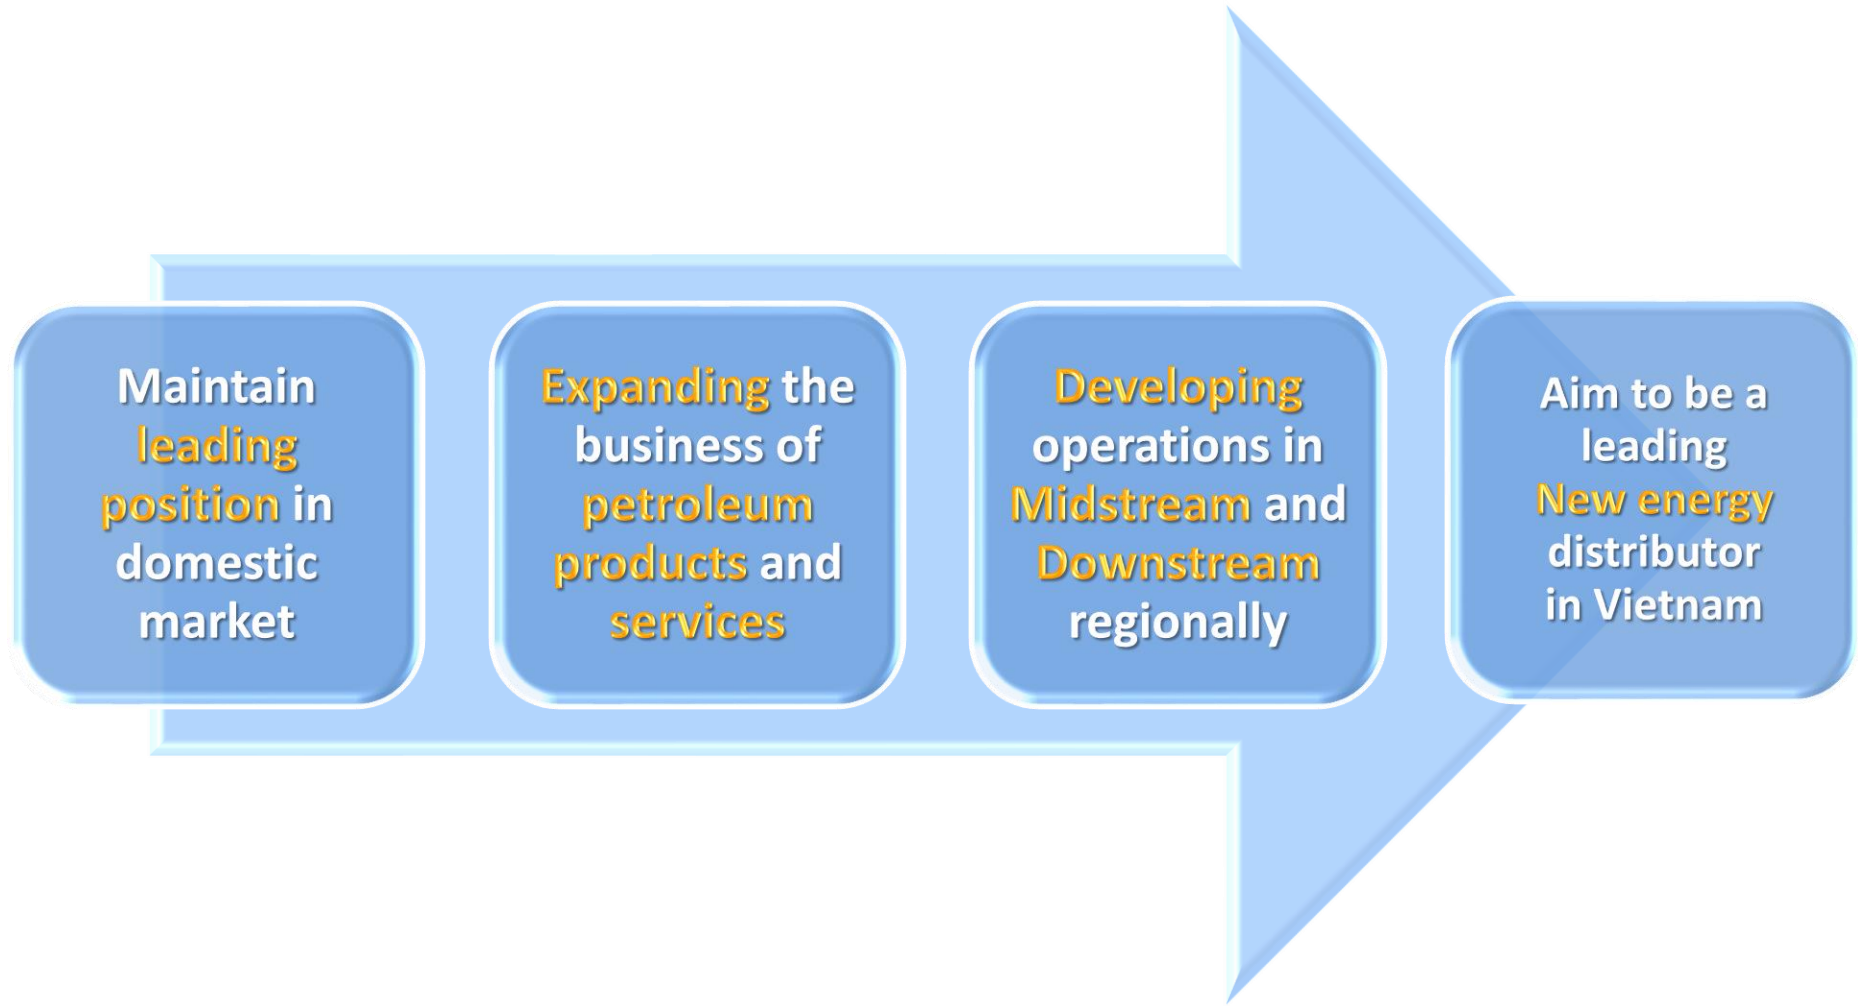 Maintain
leading
position in
domestic
market
Expanding the
business of
petroleum
products and
services
Developing
operations in
Midstream and
Downstream
regionally
Aim to be a
leading
New energy
distributor
in Vietnam